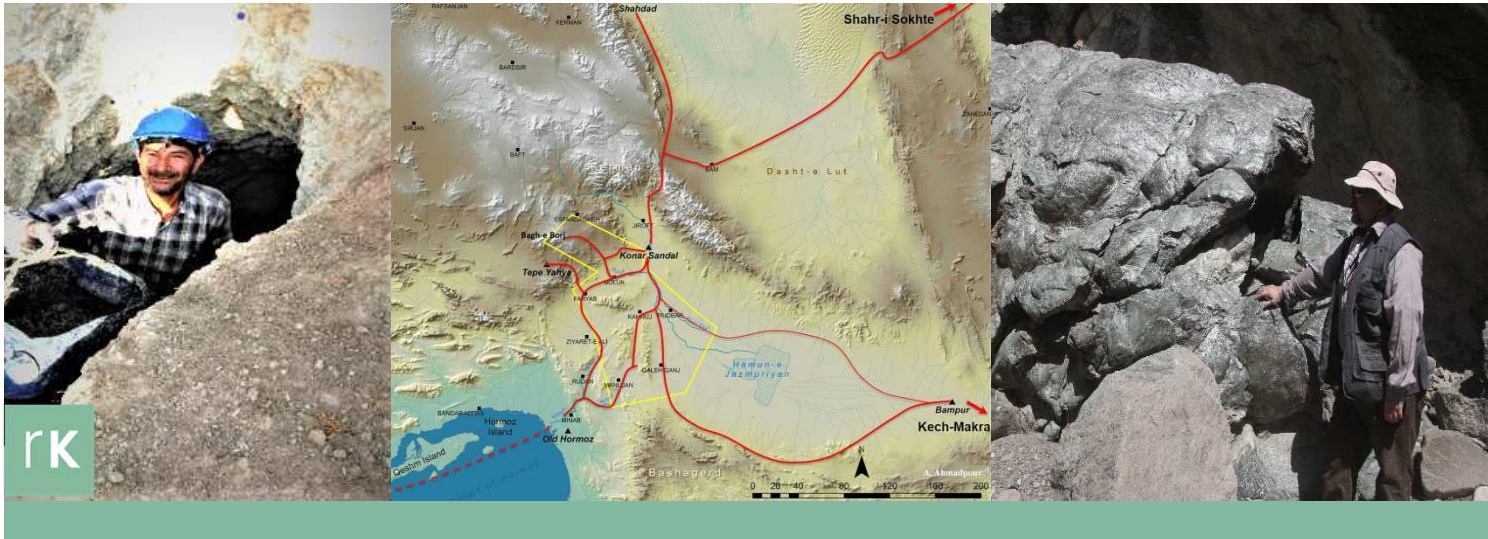 RAFSANJAN
KERMAN
Shahdad
Shahr-i Sokhte
BARDSIR
SIRJAN
BAFT
ZAHEDAN
BAM
Dasht-e Lut
ESFANDAGHEH
JIROFT
Bagh-e Borj
Konar Sandal
Tepe Yahya
FARYAB
KAHNUJ
RUDBAR
ZIYARET-E ALI
Hamun-e
Jazmuriyan
GALEHGANJ
RUDAN
MANUJAN
BANDAR ABBAS
Hormoz
Island
MINAB
Old Hormoz
Bampur
Kech-Makra
Qeshm Island
Bashagerd
N
A. Ahmadpour
0 20 40 80 120 160 200
rK